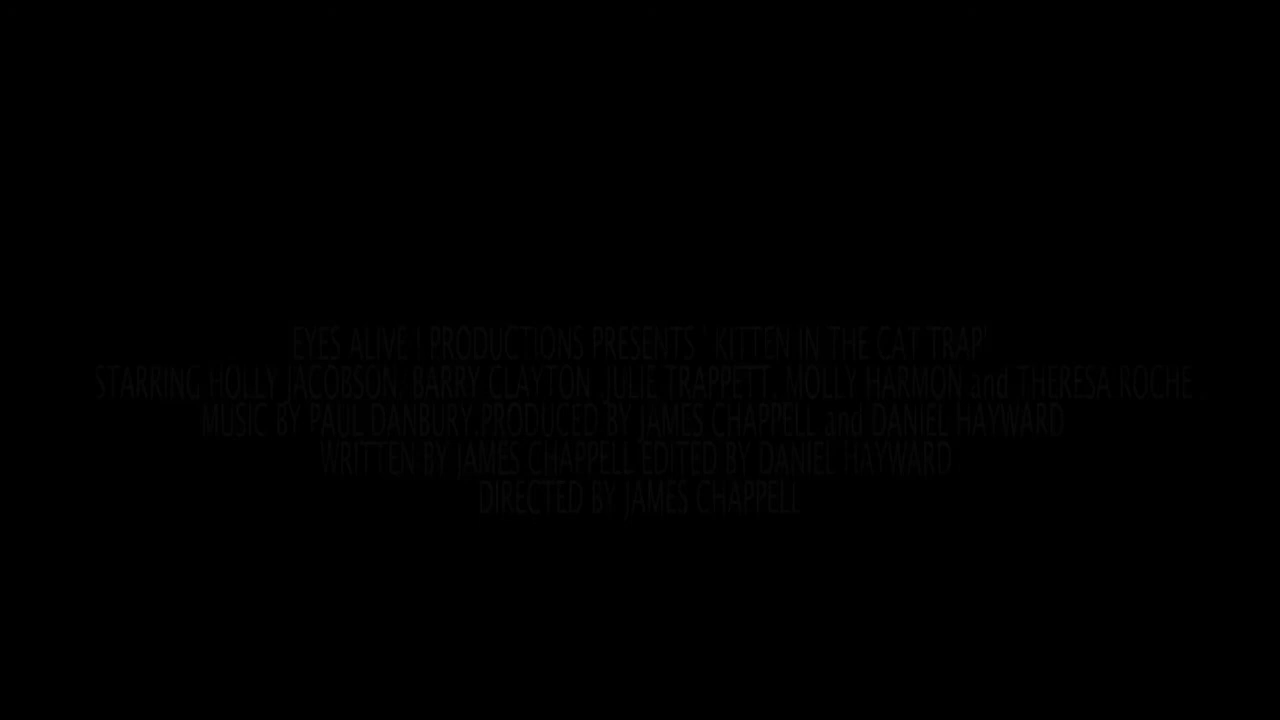 EYES ALIVE ! PRODUCTIONS PRESENTS ' KITTEN IN THE CAT TRAP'
STARRING HOLLY JACOBSON, BARRY CLAYTON, JULIE TRAPPETT, MOLLY HARMON and THERESA ROCHE
MUSIC BY PAUL DANBURY PRODUCED BY JAMES CHAPPELL and DANIEL HAYWARD
WRITTEN BY JAMES CHAPPELL EDITED BY DANIEL HAYWARD
DIRECTED BY JAMES CHAPPELL